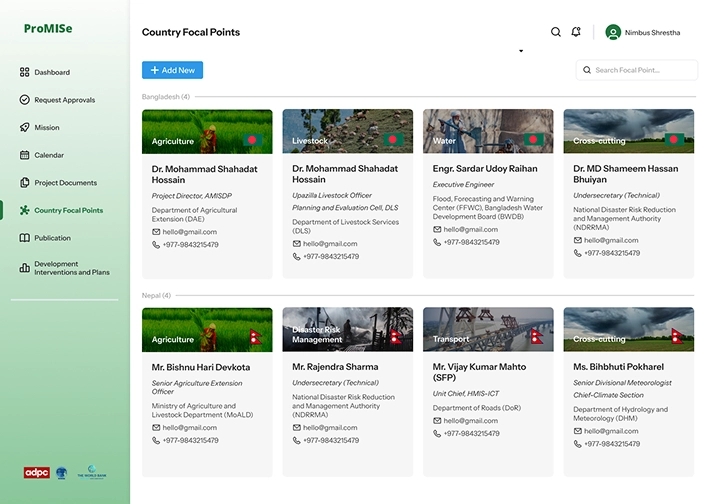 ProMISe
Country Focal Points
Nimbus Shrestha
Dashboard
Request Approvals
Mission
Calendar
Project Documents
Country Focal Points
Publication
Development
Interventions and Plans
adpc
THE WORLD BANK
+ Add New
Search Focal Point...
Bangladesh (4)
Agriculture
Dr. Mohammad Shahadat
Hossain
Project Director, AMISDP
Department of Agricultural
Extension (DAE)
hello@gmail.com
+977-9843215479
Livestock
Dr. Mohammad Shahadat
Hossain
Upazilla Livestock Officer
Planning and Evaluation Cell, DLS
Department of Livestock Services
(DLS)
hello@gmail.com
+977-9843215479
Water
Engr. Sardar Udoy Raihan
Executive Engineer
Flood, Forecasting and Warning
Center (FFWC), Bangladesh Water
Development Board (BWDB)
hello@gmail.com
+977-9843215479
Cross-cutting
Dr. MD Shameem Hassan
Bhuiyan
Undersecretary (Technical)
National Disaster Risk Reduction
and Management Authority
(NDRRMA)
hello@gmail.com
+977-9843215479
Nepal (4)
Agriculture
Mr. Bishnu Hari Devkota
Senior Agriculture Extension
Officer
Ministry of Agriculture and
Livestock Department (MoALD)
hello@gmail.com
+977-9843215479
Disaster Risk
Management
Mr. Rajendra Sharma
Undersecretary (Technical)
National Disaster Risk Reduction
and Management Authority
(NDRRMA)
hello@gmail.com
+977-9843215479
Transport
Mr. Vijay Kumar Mahto
(SFP)
Unit Chief, HMIS-ICT
Department of Roads (DoR)
hello@gmail.com
+977-9843215479
Cross-cutting
Ms. Bihbhuti Pokharel
Senior Divisional Meteorologist
Chief-Climate Section
Department of Hydrology and
Meteorology (DHM)
hello@gmail.com
+977-9843215479